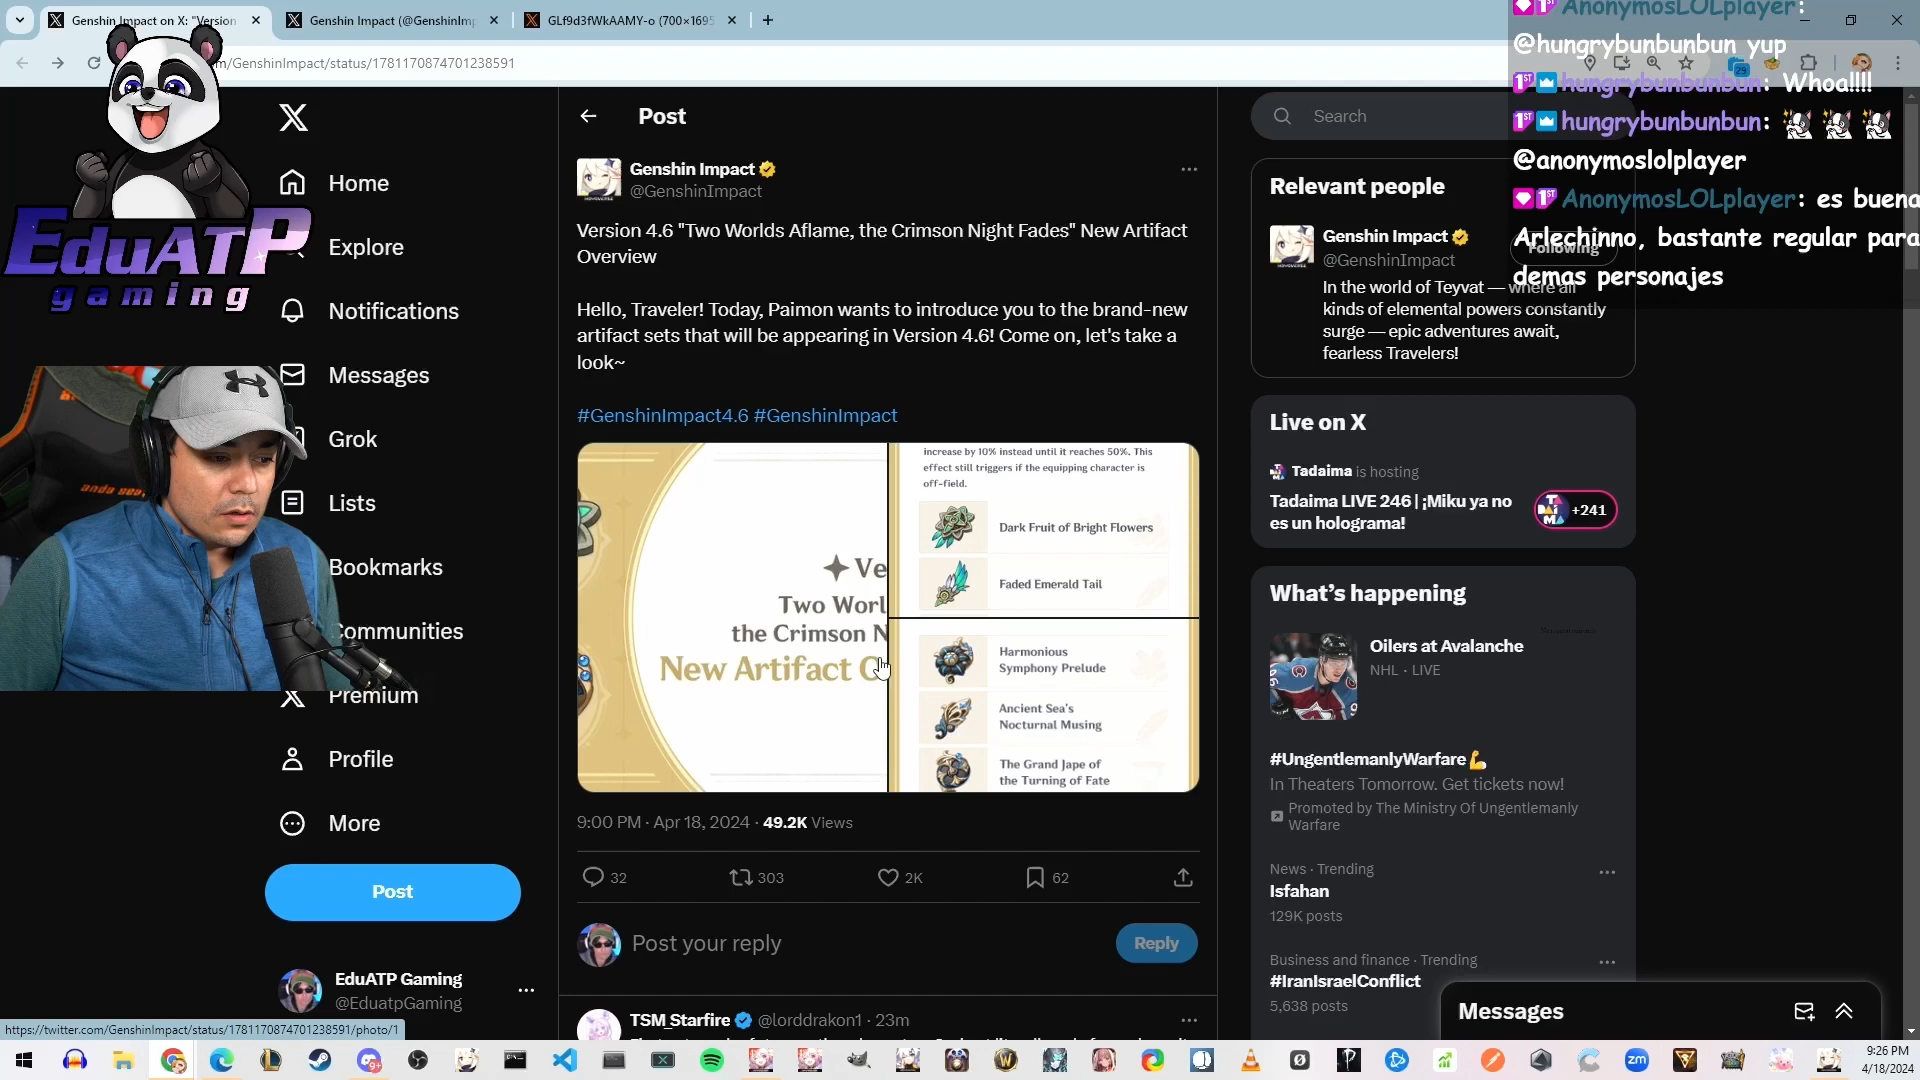 Genshin Impact on X: "Version
Genshin Impact (@GenshinImp
GLf9d3fWkAAMY-o (700×1695
m/GenshinImpact/status/1781170874701238591
AnonymosLOLplayer:
@hungrybunbunbun yup
hungrybunbunbun: Whoa!!!!
hungrybunbunbun:
@anonymoslolplayer
AnonymosLOLplayer: es buena
Arlechinno, bastante regular para
demas personajes
EduATP
gaming
Home
Explore
Notifications
Messages
Grok
Lists
Bookmarks
Communities
Premium
Profile
More
Post
EduATP Gaming
@EduatpGaming
https://twitter.com/GenshinImpact/status/1781170874701238591/photo/1
Post
Genshin Impact
@GenshinImpact
Version 4.6 "Two Worlds Aflame, the Crimson Night Fades" New Artifact
Overview
Hello, Traveler! Today, Paimon wants to introduce you to the brand-new
artifact sets that will be appearing in Version 4.6! Come on, let's take a
look~
#GenshinImpact4.6 #GenshinImpact
Ve
Two Worl
the Crimson N
New Artifact O
increase by 10% instead until it reaches 50%. This
effect still triggers if the equipping character is
off-field.
Dark Fruit of Bright Flowers
Faded Emerald Tail
Harmonious
Symphony Prelude
Ancient Sea's
Nocturnal Musing
The Grand Jape of
the Turning of Fate
9:00 PM · Apr 18, 2024 · 49.2K Views
32
303
2K
62
Post your reply
Reply
TSM_Starfire @lorddrakon1 · 23m
Search
Relevant people
Genshin Impact
@GenshinImpact
Following
In the world of Teyvat — where all
kinds of elemental powers constantly
surge — epic adventures await,
fearless Travelers!
Live on X
Tadaima is hosting
Tadaima LIVE 246 | ¡Miku ya no
es un holograma!
+241
What's happening
Oilers at Avalanche
NHL · LIVE
#UngentlemanlyWarfare
In Theaters Tomorrow. Get tickets now!
Promoted by The Ministry Of Ungentlemanly
Warfare
News · Trending
Isfahan
129K posts
Business and finance · Trending
#IranIsraelConflict
5,638 posts
Messages
9:26 PM
4/18/2024